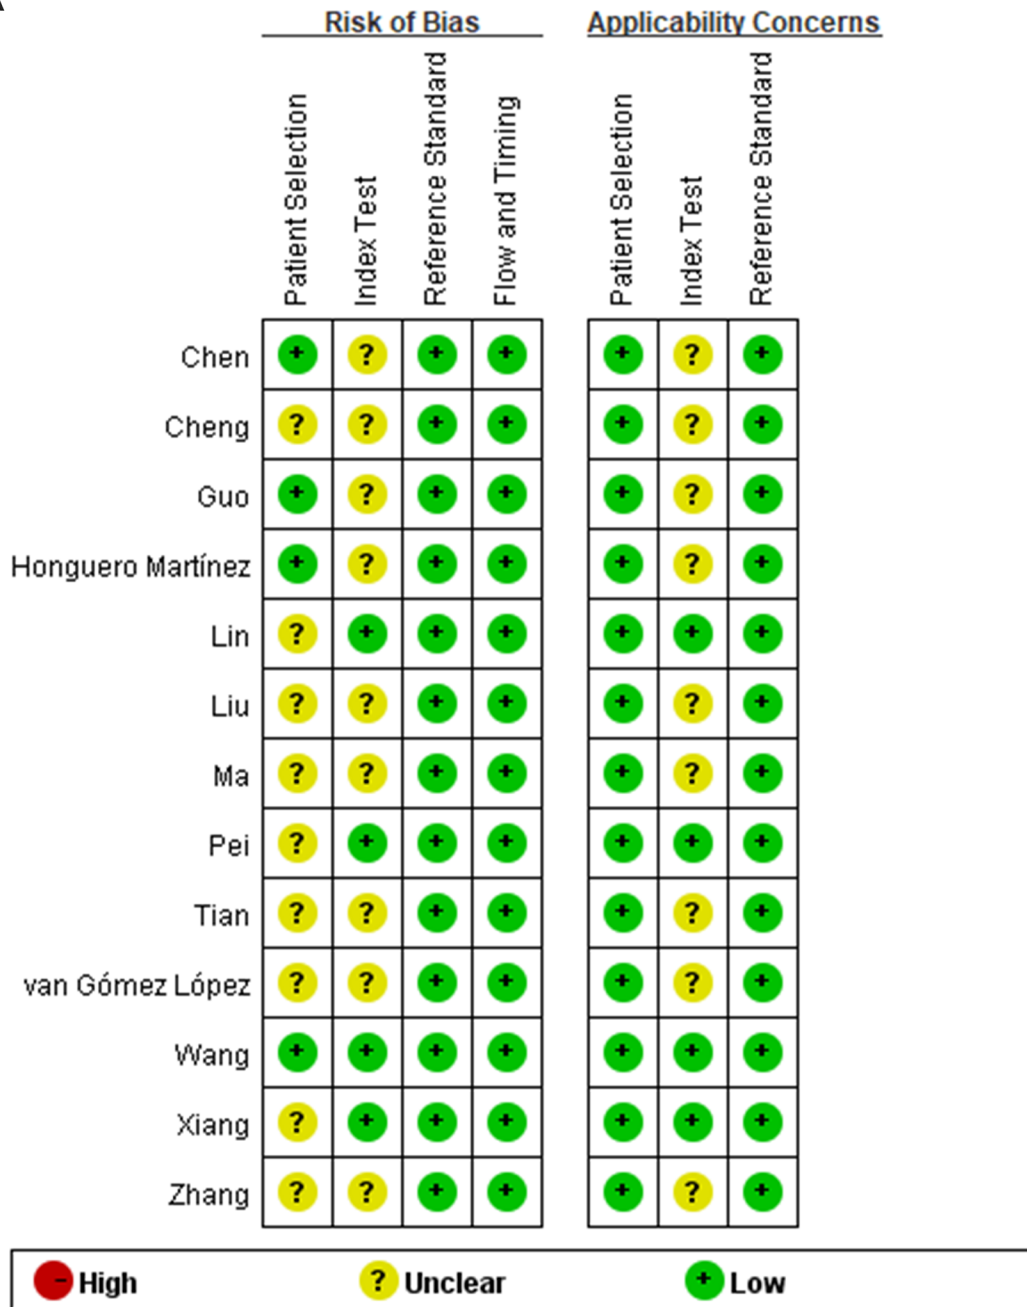 Risk of Bias Applicability Concerns
Patient Selection
Index Test
Reference Standard
Flow and Timing
Patient Selection
Index Test
Reference Standard
Chen + ? + + + ? +
Cheng ? ? + + + ? +
Guo + ? + + + ? +
Honguero Martínez + ? + + + ? +
Lin ? + + + + + +
Liu ? ? + + + ? +
Ma ? ? + + + ? +
Pei ? + + + + + +
Tian ? ? + + + ? +
van Gómez López ? ? + + + ? +
Wang + + + + + + +
Xiang ? + + + + + +
Zhang ? ? + + + ? +
- High ? Unclear + Low